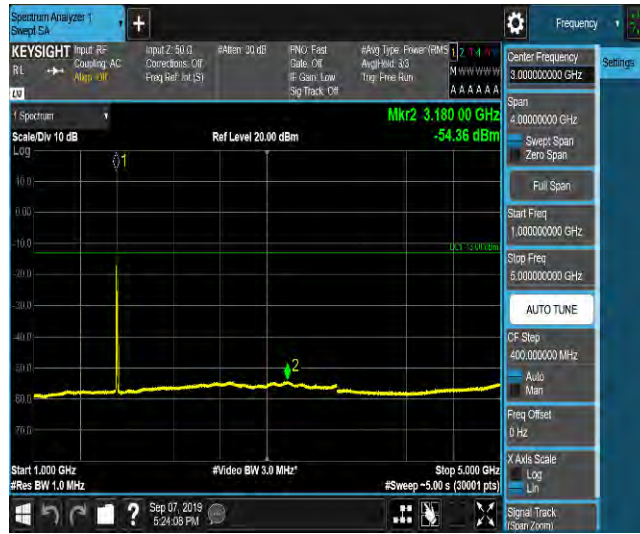 Spectrum Analyzer 1
Swept SA
+
Frequency
KEYSIGHT
RL
Input: RF
Coupling: AC
Align: Off
Input Z: 50 Ω
Corrections: Off
Freq Ref: Int (S)
#Atten: 30 dB
PNO: Fast
Gate: Off
IF Gain: Low
Sig Track: Off
#Avg Type: Power (RMS
Avg|Hold: 3/3
Trig: Free Run
1 2
M W W W W W
A A A A A A
LW
1 Spectrum
Scale/Div 10 dB
Log
Ref Level 20.00 dBm
Mkr2 3.180 00 GHz
-54.36 dBm
1
10.0
0.00
-10.0
DL1 -13.00 dBm
-20.0
-30.0
-40.0
2
Start 1.000 GHz
#Res BW 1.0 MHz
#Video BW 3.0 MHz*
Stop 5.000 GHz
#Sweep ~5.00 s (30001 pts)
Center Frequency
3.000000000 GHz
Settings
Span
4.00000000 GHz
Swept Span
Zero Span
Full Span
Start Freq
1.000000000 GHz
Stop Freq
5.000000000 GHz
AUTO TUNE
CF Step
400.000000 MHz
Auto
Man
Freq Offset
0 Hz
X Axis Scale
Log
Lin
Signal Track
(Span Zoom)
?
Sep 07, 2019
5:24:08 PM